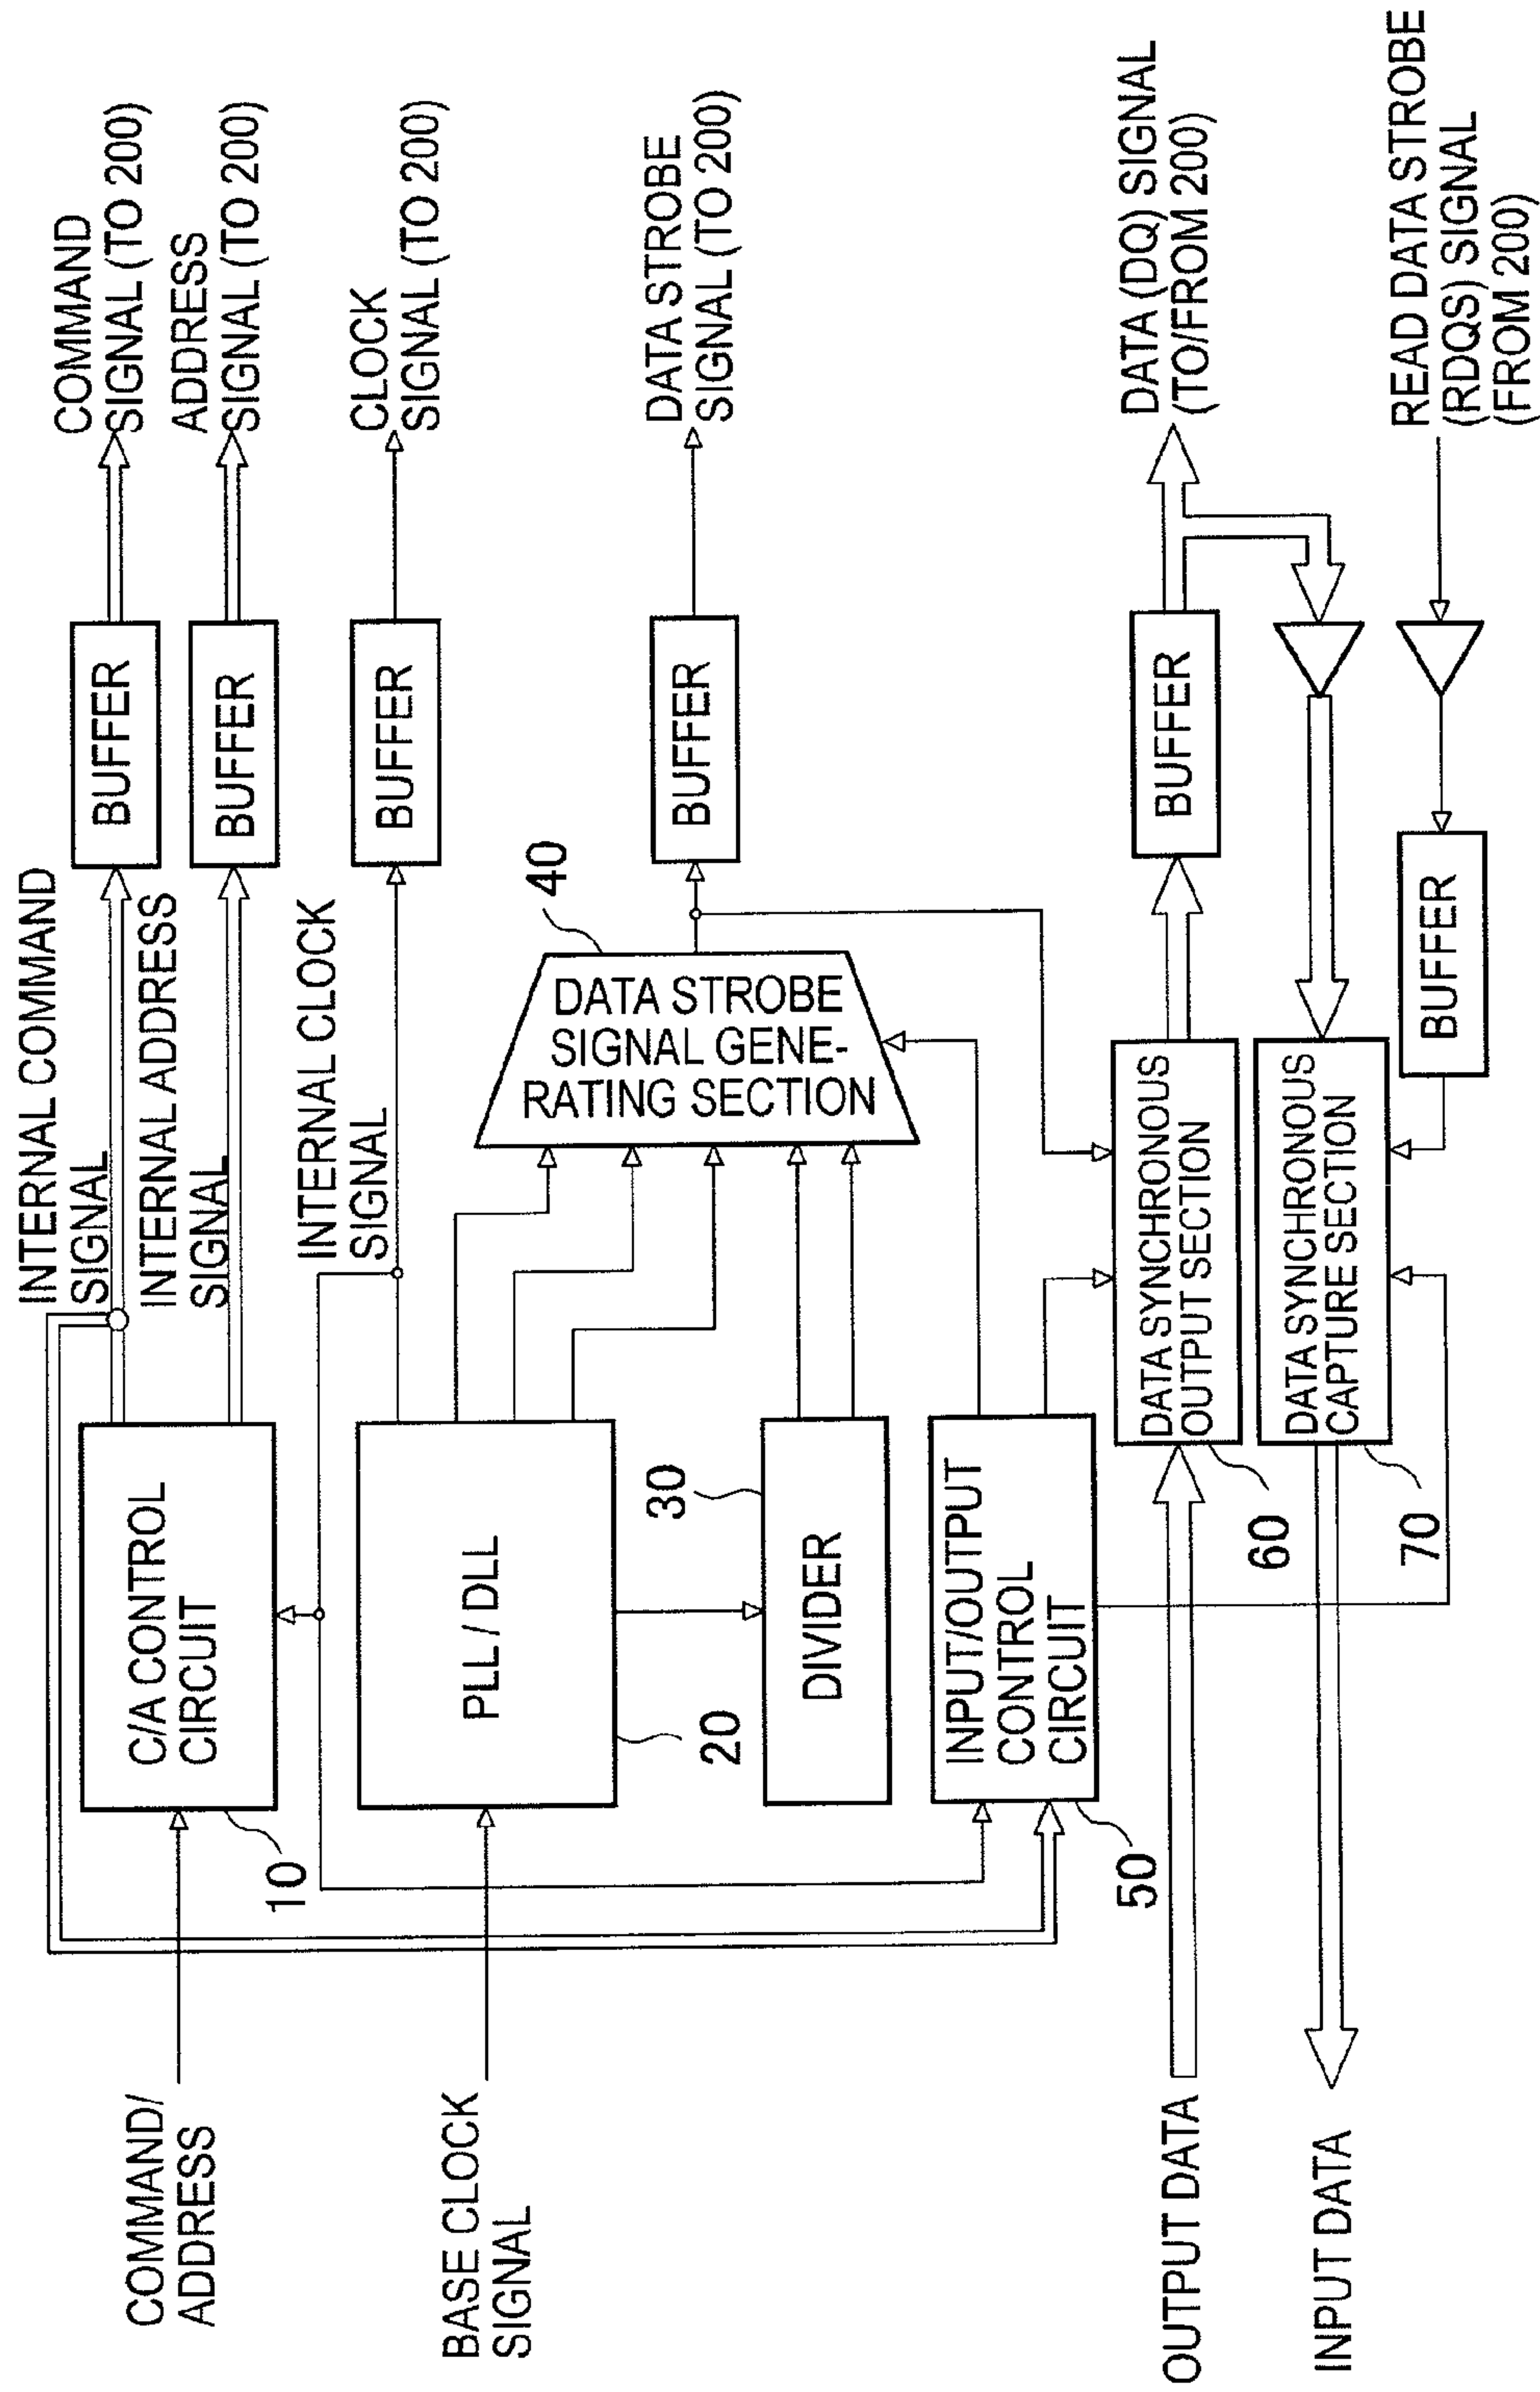 COMMAND/
ADDRESS
BASE CLOCK
SIGNAL
OUTPUT DATA
INPUT DATA
C/A CONTROL
CIRCUIT
10
PLL / DLL
20
DIVIDER
30
INPUT/OUTPUT
CONTROL
CIRCUIT
50
INTERNAL COMMAND
SIGNAL
INTERNAL ADDRESS
SIGNAL
INTERNAL CLOCK
SIGNAL
DATA STROBE
SIGNAL GENE-
RATING SECTION
40
DATA SYNCHRONOUS
OUTPUT SECTION
60
DATA SYNCHRONOUS
CAPTURE SECTION
70
BUFFER
BUFFER
BUFFER
BUFFER
BUFFER
BUFFER
COMMAND
SIGNAL (TO 200)
ADDRESS
SIGNAL (TO 200)
CLOCK
SIGNAL (TO 200)
DATA STROBE
SIGNAL (TO 200)
DATA (DQ) SIGNAL
(TO/FROM 200)
READ DATA STROBE
(RDQS) SIGNAL
(FROM 200)